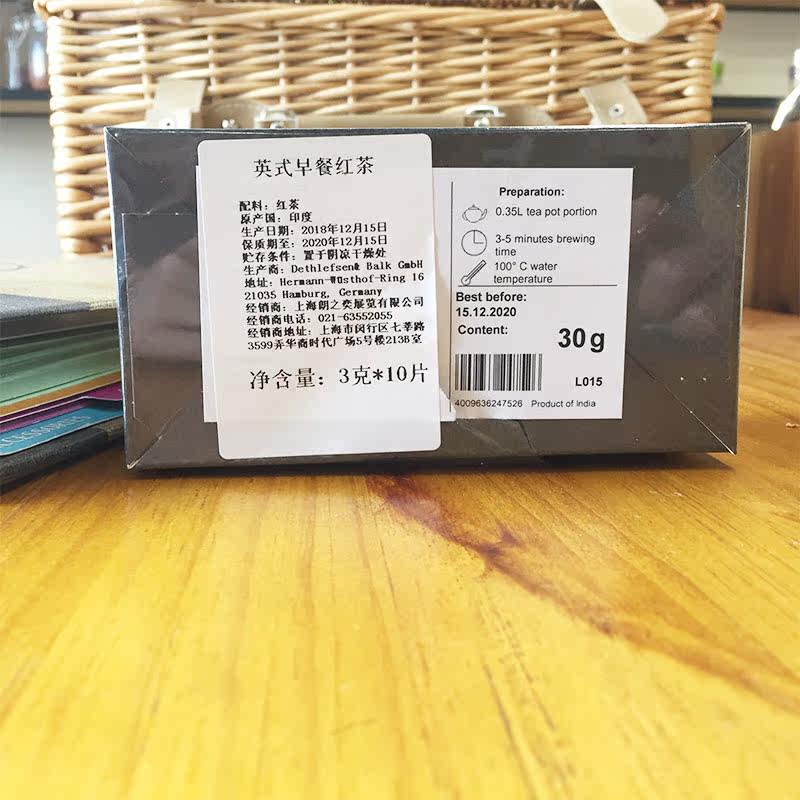 英式早餐红茶
配料：红茶
原产国：印度
生产日期：2018年12月15日
保质期至：2020年12月15日
贮存条件：置于阴凉干燥处
生产商：Dethlefsen& Balk GmbH
地址：Hermann-Wüsthof-Ring 16
21035 Hamburg, Germany
经销商：上海朗之奕展览有限公司
经销商电话：021-63552055
经销商地址：上海市闵行区七莘路
3599弄华商时代广场5号楼213B室
净含量：3克*10片
Preparation:
0.35L tea pot portion
3-5 minutes brewing
time
100° C water
temperature
Best before:
15.12.2020
Content:
30 g
L015
4009636247526 Product of India